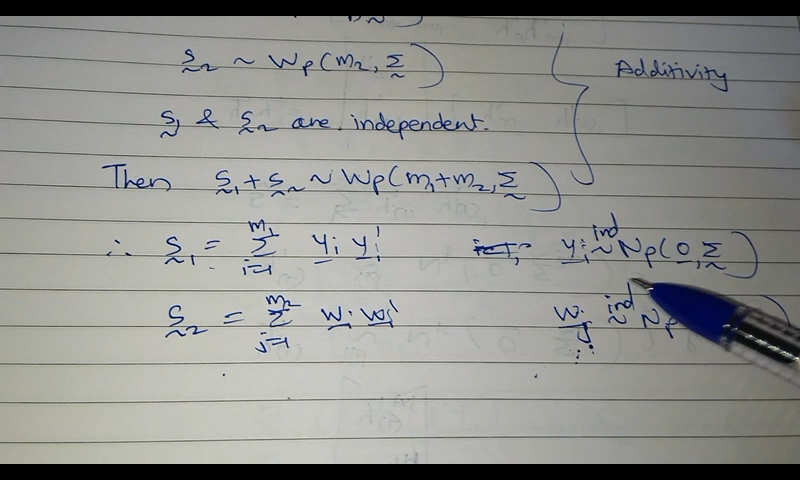 S₂ ~ Wp(m₂, Σ)
Additivity
S₁ & S₂ are independent.
Then S₁ + S₂ ~ Wp(m₁+m₂, Σ)
∴ S₁ = Σ_{i=1}^{m₁} yᵢ yᵢ' yᵢ ~ind Np(0, Σ)
S₂ = Σ_{j=1}^{m₂} wⱼ wⱼ' wⱼ ~ind Np